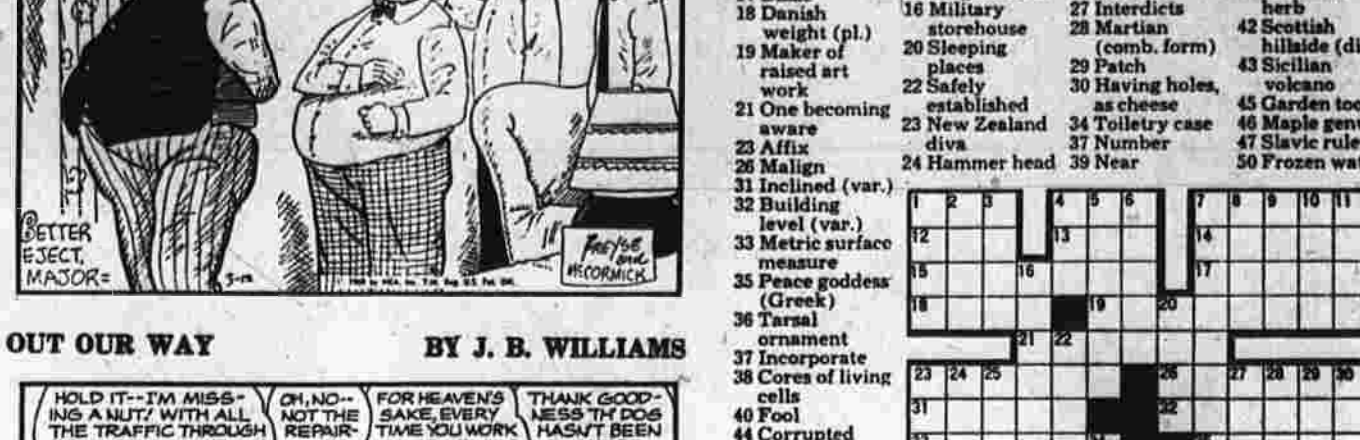 BETTER
EJECT,
MAJOR=
3-12
FREYSE
and
McCORMICK
OUT OUR WAY BY J. B. WILLIAMS
HOLD IT--I'M MISS-
ING A NUT! WITH ALL
THE TRAFFIC THROUGH
OH, NO--
NOT THE
REPAIR-
FOR HEAVEN'S
SAKE, EVERY
TIME YOU WORK
THANK GOOD-
NESS TH' DOG
HASN'T BEEN
18 Danish
weight (pl.)
19 Maker of
raised art
work
21 One becoming
aware
23 Affix
26 Malign
31 Inclined (var.)
32 Building
level (var.)
33 Metric surface
measure
35 Peace goddess
(Greek)
36 Tarsal
ornament
37 Incorporate
38 Cores of living
cells
40 Fool
44 Corrupted
16 Military
storehouse
20 Sleeping
places
22 Safely
established
23 New Zealand
diva
24 Hammer head
27 Interdicts
28 Martian
(comb. form)
29 Patch
30 Having holes,
as cheese
34 Toiletry case
37 Number
39 Near
herb
42 Scottish
hillside (di
43 Sicilian
volcano
45 Garden too
46 Maple genu
47 Slavic rule
50 Frozen wat
1 2 3 4 5 6 7 8 9 10 11
12 13 14
15 16 17
18 19 20
21 22
23 24 25 26 27 28 29 30
31 32